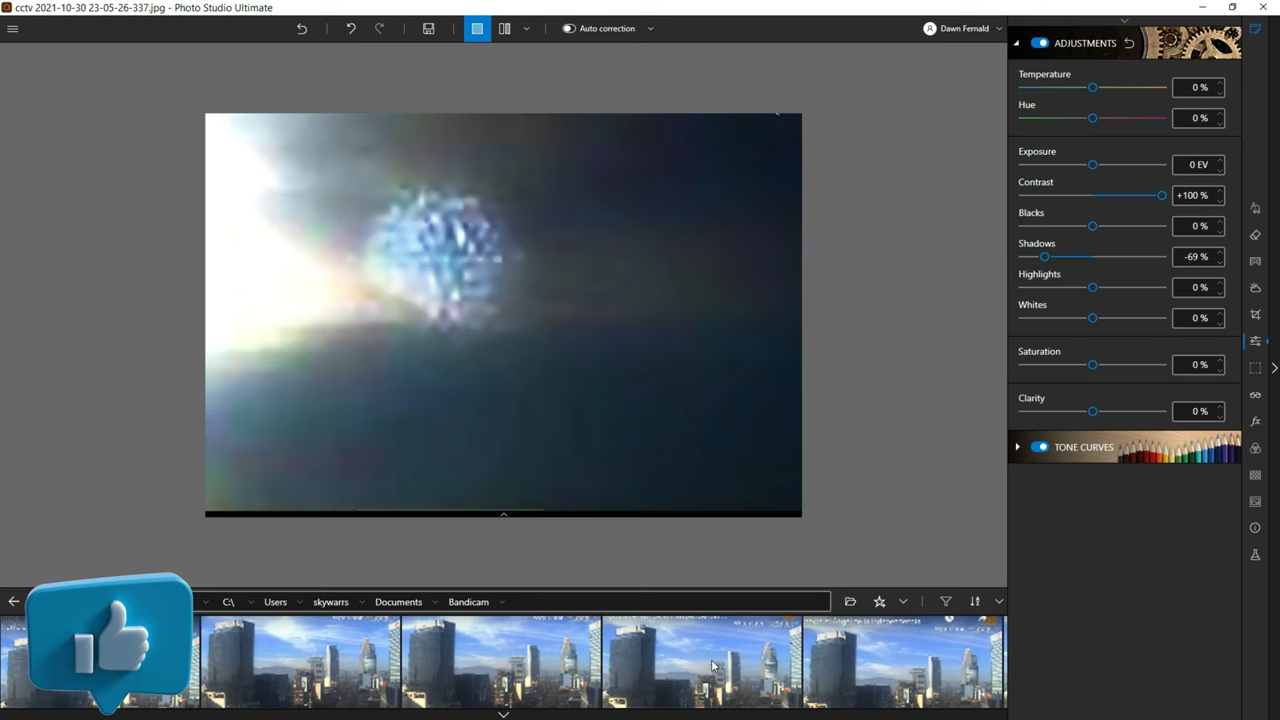 cctv 2021-10-30 23-05-26-337.jpg - Photo Studio Ultimate
Auto correction
Dawn Fernald
ADJUSTMENTS
Temperature
0 %
Hue
0 %
Exposure
0 EV
Contrast
+100 %
Blacks
0 %
Shadows
-69 %
Highlights
0 %
Whites
0 %
Saturation
0 %
Clarity
0 %
TONE CURVES
C:\ Users skywarrs Documents Bandicam